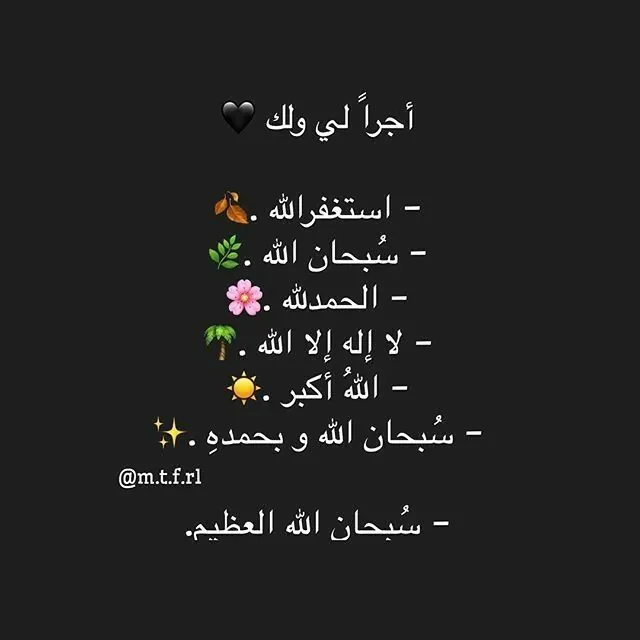 أجراً لي ولك 🖤
- استغفرالله .🍂
- سُبحان الله .🌿
- الحمدلله .🌸
- لا إله إلا الله .🌴
- اللهُ أكبر .☀️
- سُبحان الله و بحمدهِ .✨
@m.t.f.rl
- سُبحان الله العظيم.